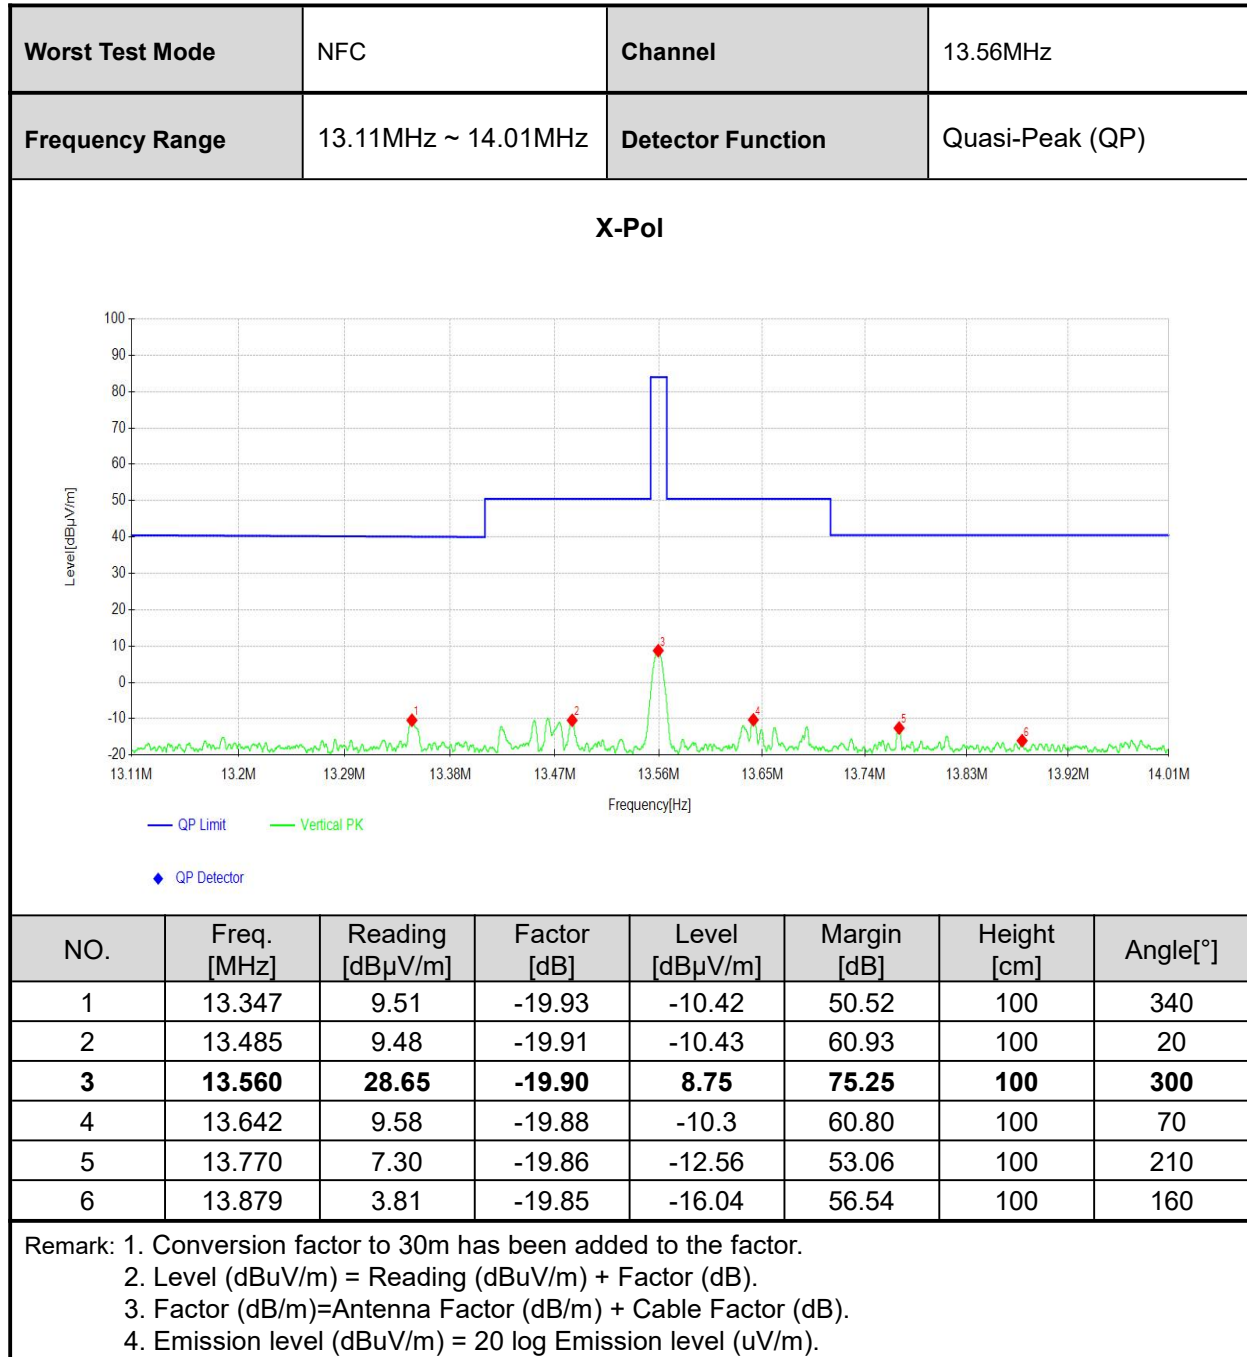 Worst Test Mode NFC Channel 13.56MHz
Frequency Range 13.11MHz ~ 14.01MHz Detector Function Quasi-Peak (QP)
X-Pol
100
90
80
70
60
50
40
30
20
10
0
-10
-20
Level[dBμV/m]
1
2
3
4
5
6
13.11M 13.2M 13.29M 13.38M 13.47M 13.56M 13.65M 13.74M 13.83M 13.92M 14.01M
Frequency[Hz]
QP Limit Vertical PK
QP Detector
NO. Freq. [MHz] Reading [dBμV/m] Factor [dB] Level [dBμV/m] Margin [dB] Height [cm] Angle[°]
1 13.347 9.51 -19.93 -10.42 50.52 100 340
2 13.485 9.48 -19.91 -10.43 60.93 100 20
3 13.560 28.65 -19.90 8.75 75.25 100 300
4 13.642 9.58 -19.88 -10.3 60.80 100 70
5 13.770 7.30 -19.86 -12.56 53.06 100 210
6 13.879 3.81 -19.85 -16.04 56.54 100 160
Remark: 1. Conversion factor to 30m has been added to the factor.
2. Level (dBuV/m) = Reading (dBuV/m) + Factor (dB).
3. Factor (dB/m)=Antenna Factor (dB/m) + Cable Factor (dB).
4. Emission level (dBuV/m) = 20 log Emission level (uV/m).